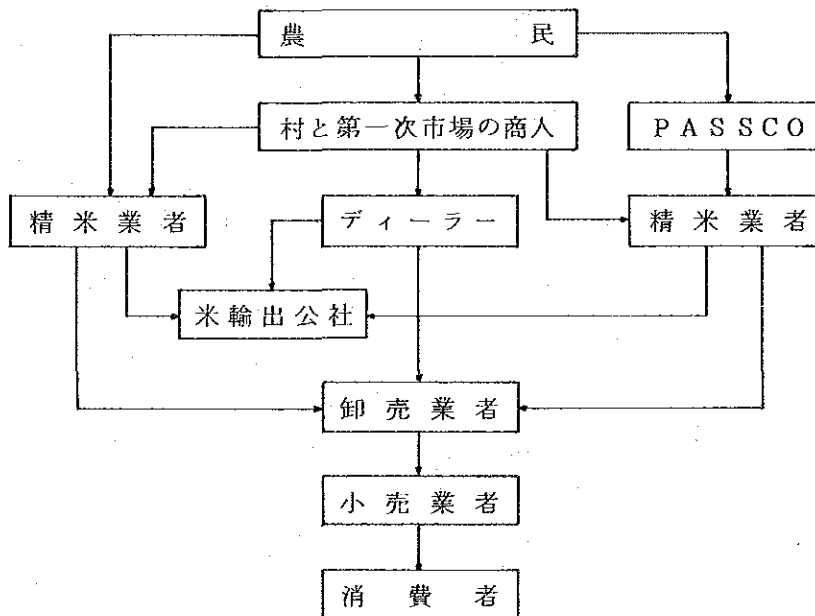 農民
村と第一次市場の商人
PASSCO
精米業者
ディーラー
精米業者
米輸出公社
卸売業者
小売業者
消費者